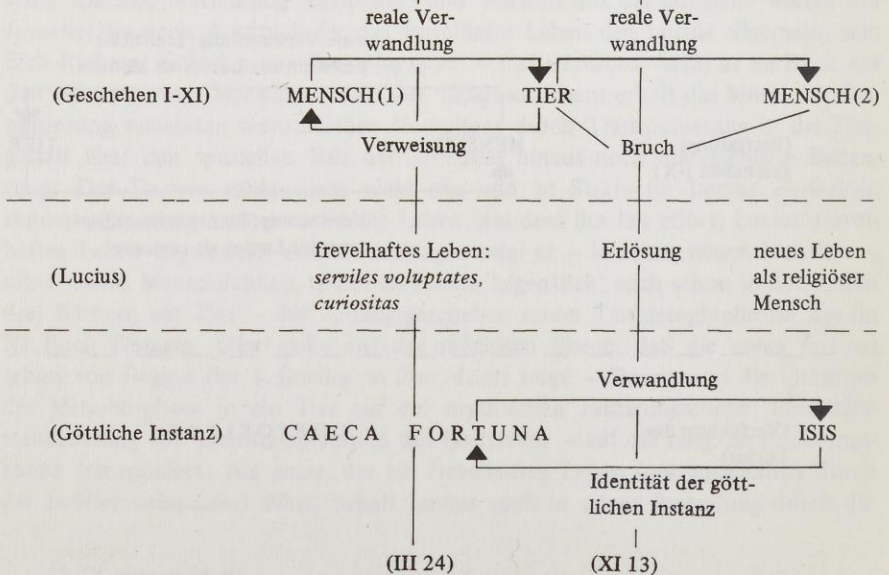 reale Ver-
wandlung
reale Ver-
wandlung
(Geschehen I-XI) MENSCH(1) TIER MENSCH(2)
Verweisung Bruch
(Lucius) frevelhaftes Leben: Erlösung neues Leben
serviles voluptates, als religiöser
curiositas Mensch
Verwandlung
(Göttliche Instanz) CAECA FORTUNA ISIS
Identität der gött-
lichen Instanz
(III 24) (XI 13)